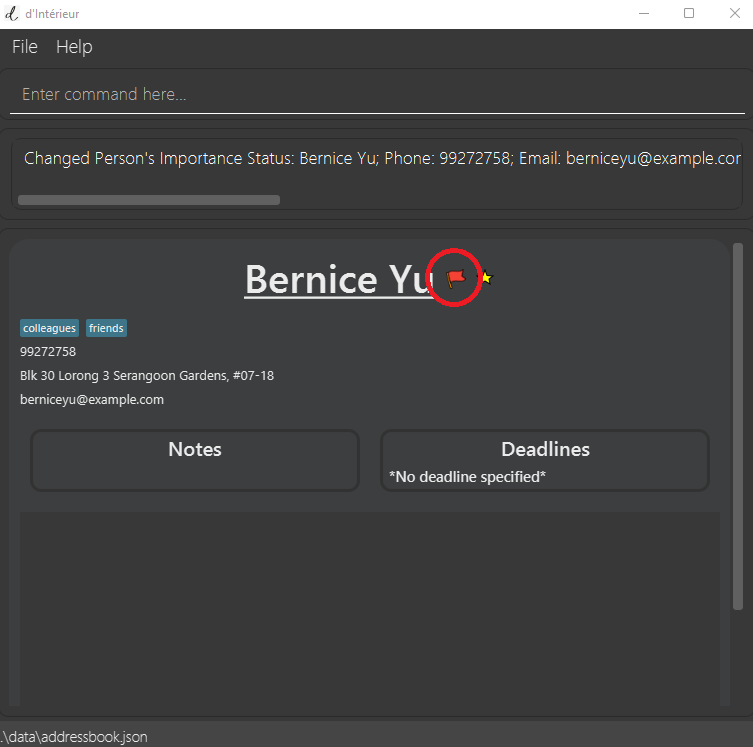 d'Intérieur
File Help
Enter command here...
Changed Person's Importance Status: Bernice Yu; Phone: 99272758; Email: berniceyu@example.com
Bernice Yu
colleagues friends
99272758
Blk 30 Lorong 3 Serangoon Gardens, #07-18
berniceyu@example.com
Notes
Deadlines
*No deadline specified*
.\data\addressbook.json